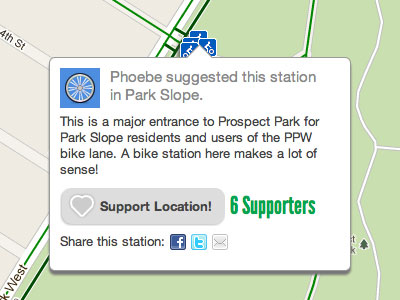 4th St
Phoebe suggested this station
in Park Slope.
This is a major entrance to Prospect Park for
Park Slope residents and users of the PPW
bike lane. A bike station here makes a lot of
sense!
Support Location!
6 Supporters
Share this station:
k-West